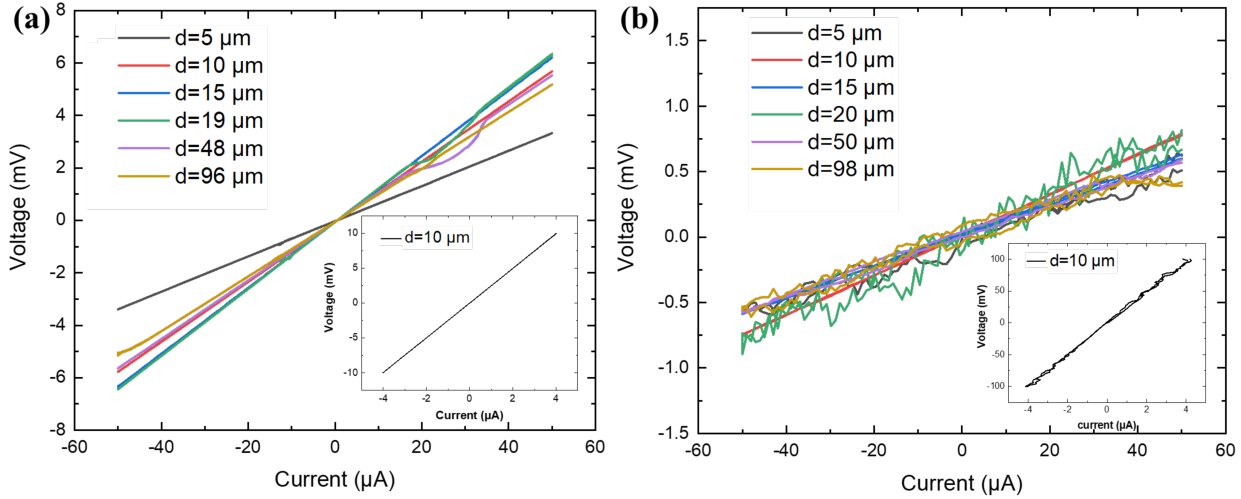 (a)
Voltage (mV)
8
6
4
2
0
-2
-4
-6
-8
d=5 μm
d=10 μm
d=15 μm
d=19 μm
d=48 μm
d=96 μm
-60
-40
-20
0
20
40
60
Current (μA)
d=10 μm
Voltage (mV)
10
5
0
-5
-10
-4
-2
0
2
4
Current (μA)
(b)
Voltage (mV)
1.5
1.0
0.5
0.0
-0.5
-1.0
-1.5
d=5 μm
d=10 μm
d=15 μm
d=20 μm
d=50 μm
d=98 μm
-60
-40
-20
0
20
40
60
Current (μA)
d=10 μm
Voltage (mV)
100
50
0
-50
-100
-4
-2
0
2
4
current (μA)